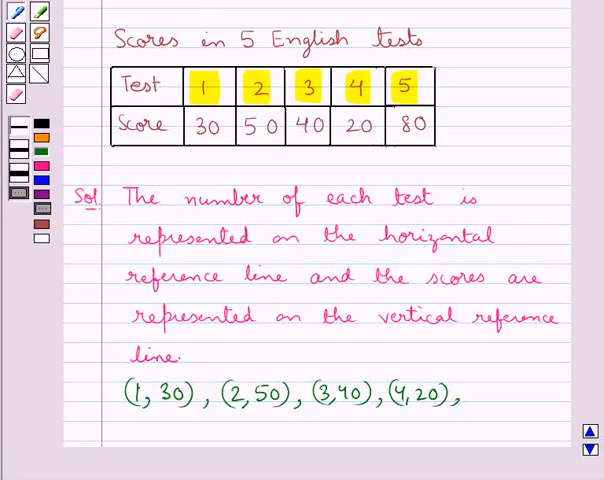 Scores in 5 English tests
Test 1 2 3 4 5
Score 30 50 40 20 80
Sol. The number of each test is
represented on the horizontal
reference line and the scores are
represented on the vertical reference
line.
(1, 30), (2,50), (3,40), (4,20),